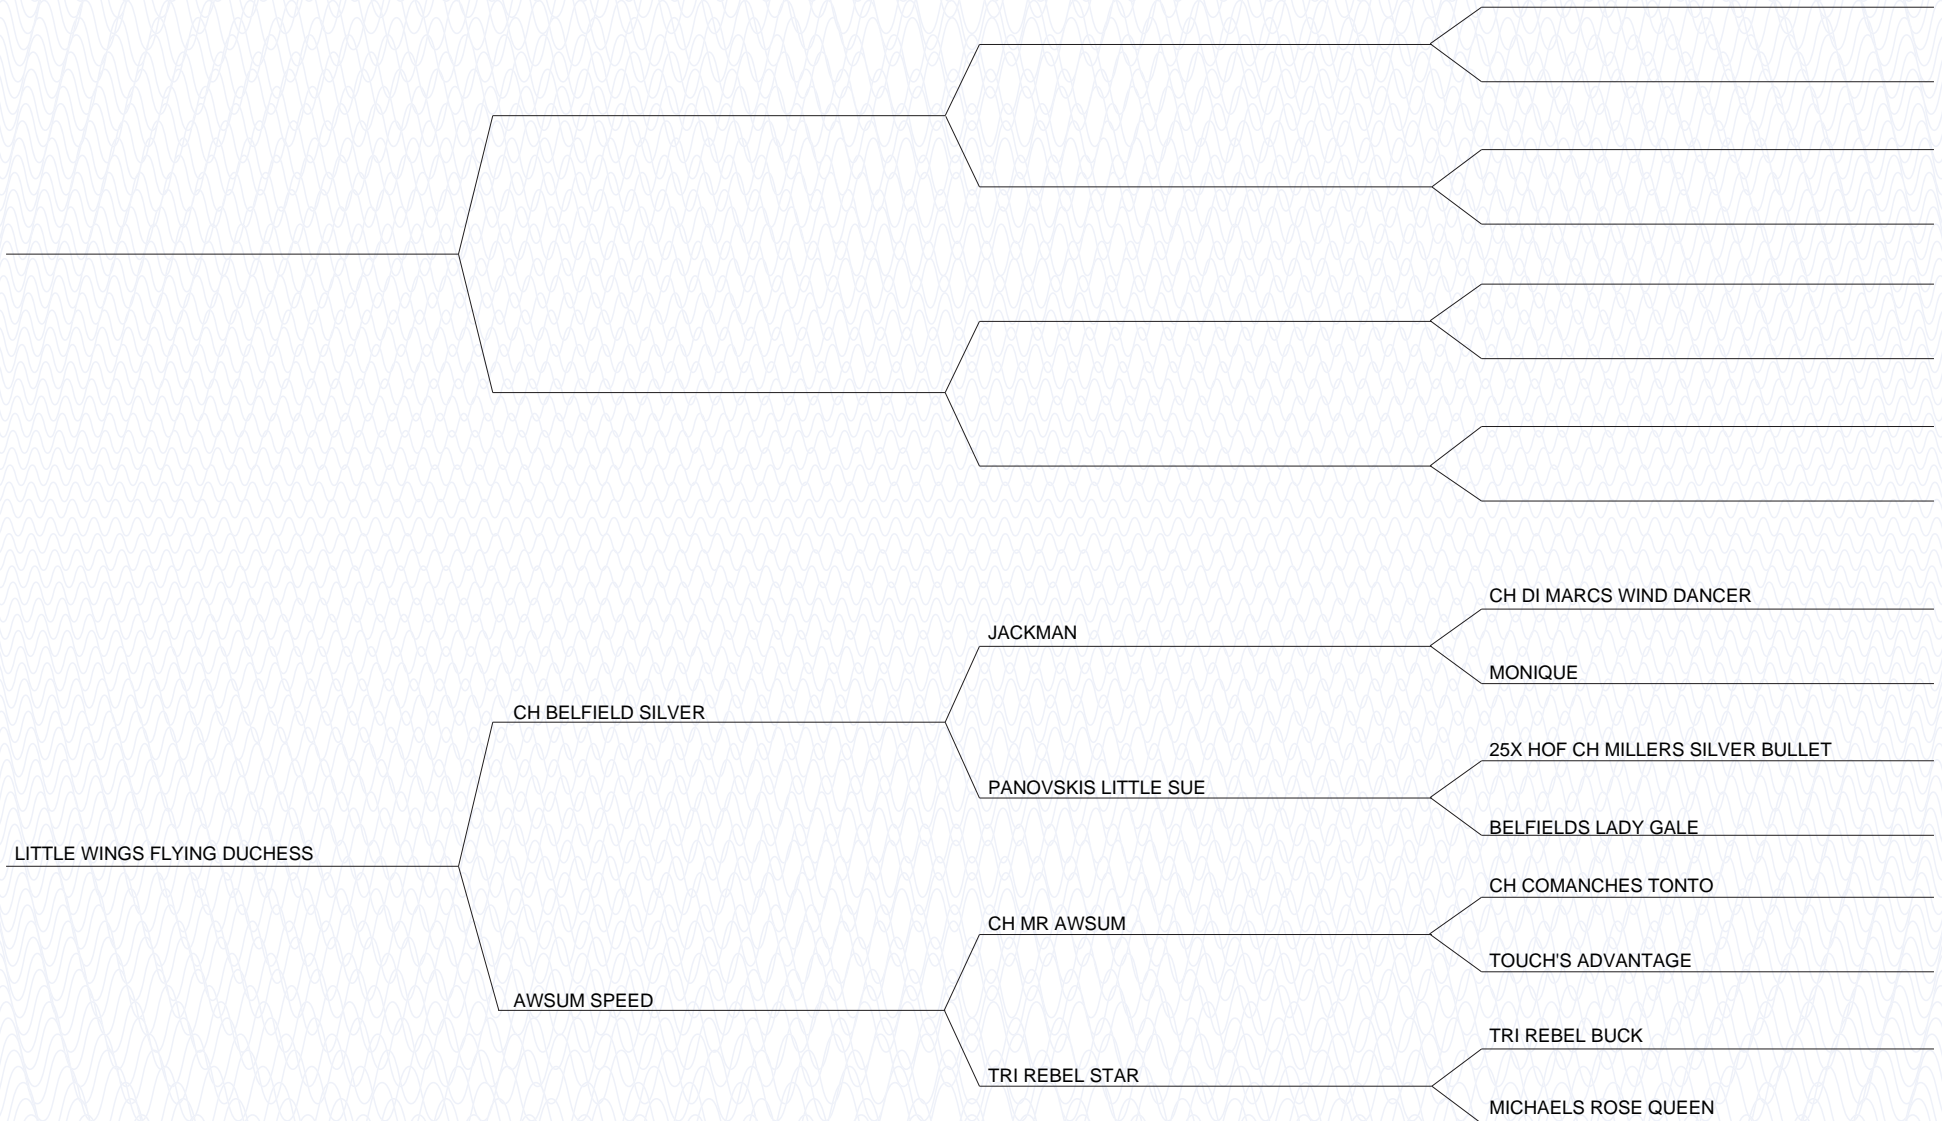 CH DI MARCS WIND DANCER
JACKMAN
MONIQUE
CH BELFIELD SILVER
25X HOF CH MILLERS SILVER BULLET
PANOVSKIS LITTLE SUE
BELFIELDS LADY GALE
LITTLE WINGS FLYING DUCHESS
CH COMANCHES TONTO
CH MR AWSUM
TOUCH'S ADVANTAGE
AWSUM SPEED
TRI REBEL BUCK
TRI REBEL STAR
MICHAELS ROSE QUEEN